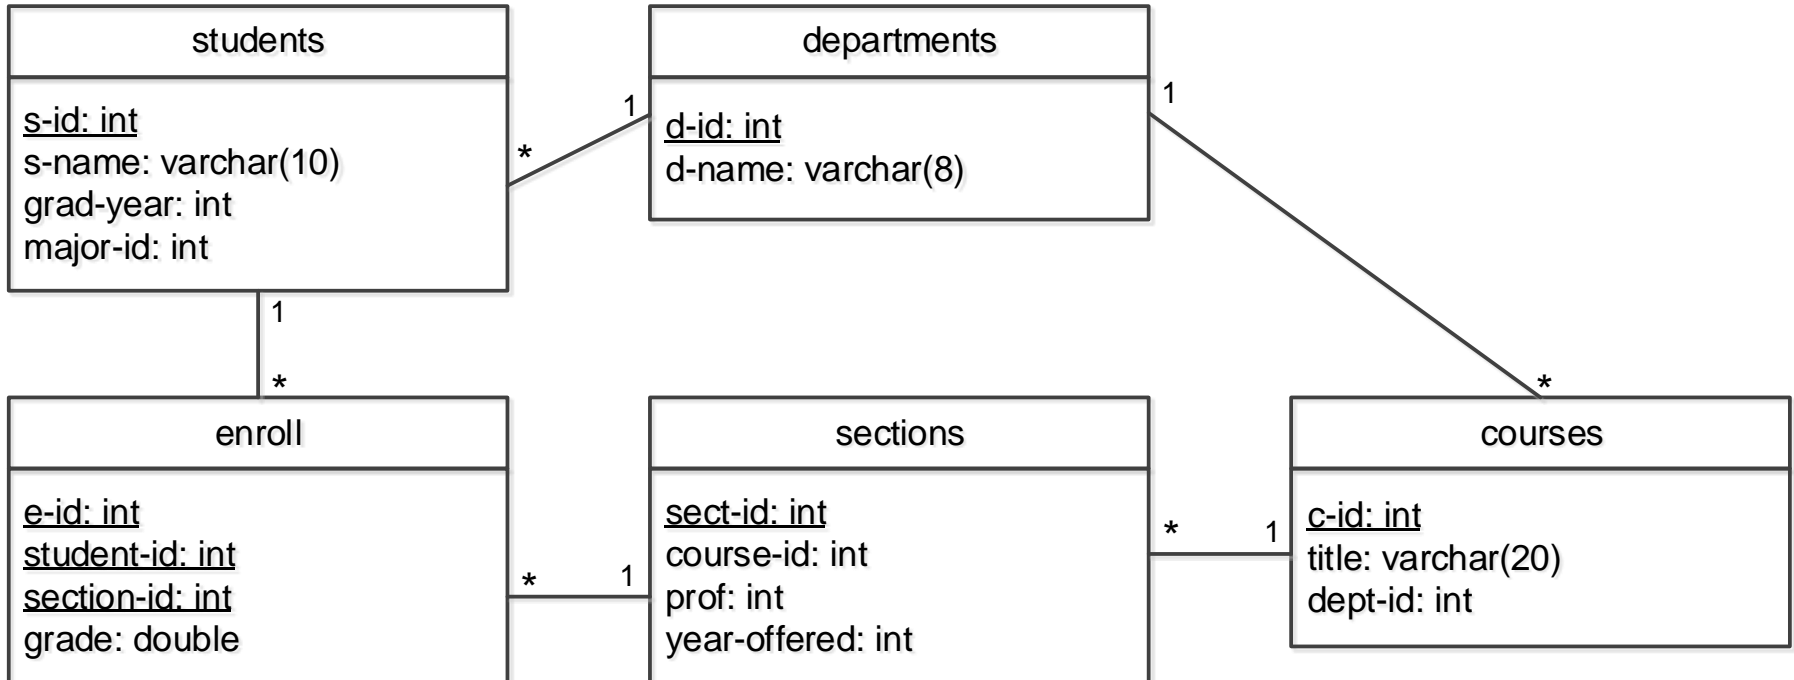 students
s-id: int
s-name: varchar(10)
grad-year: int
major-id: int
departments
d-id: int
d-name: varchar(8)
1
*
1
1
*
1
*
enroll
e-id: int
student-id: int
section-id: int
grade: double
*
1
sections
sect-id: int
course-id: int
prof: int
year-offered: int
*
1
courses
c-id: int
title: varchar(20)
dept-id: int